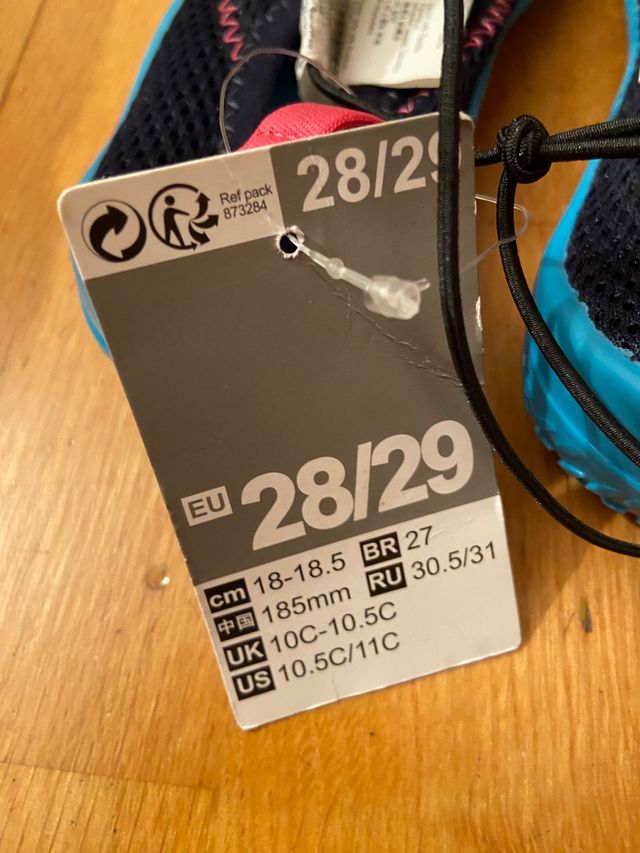 Ref pack
873284
28/29
EU 28/29
cm 18-18.5 BR 27
中国 185mm RU 30.5/31
UK 10C-10.5C
US 10.5C/11C